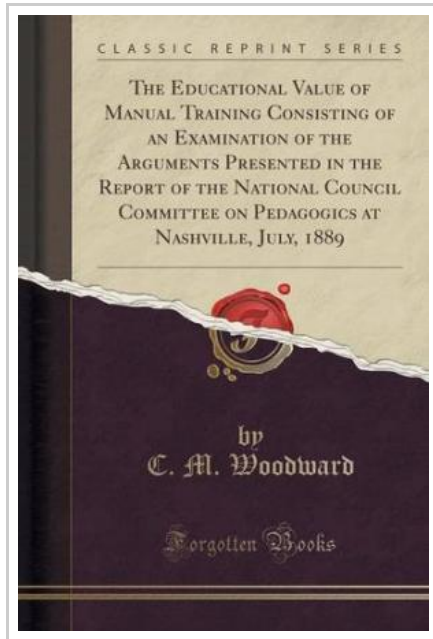 CLASSIC REPRINT SERIES
THE EDUCATIONAL VALUE OF
MANUAL TRAINING CONSISTING OF
AN EXAMINATION OF THE
ARGUMENTS PRESENTED IN THE
REPORT OF THE NATIONAL COUNCIL
COMMITTEE ON PEDAGOGICS AT
NASHVILLE, JULY, 1889
by
C. M. Woodward
Forgotten Books